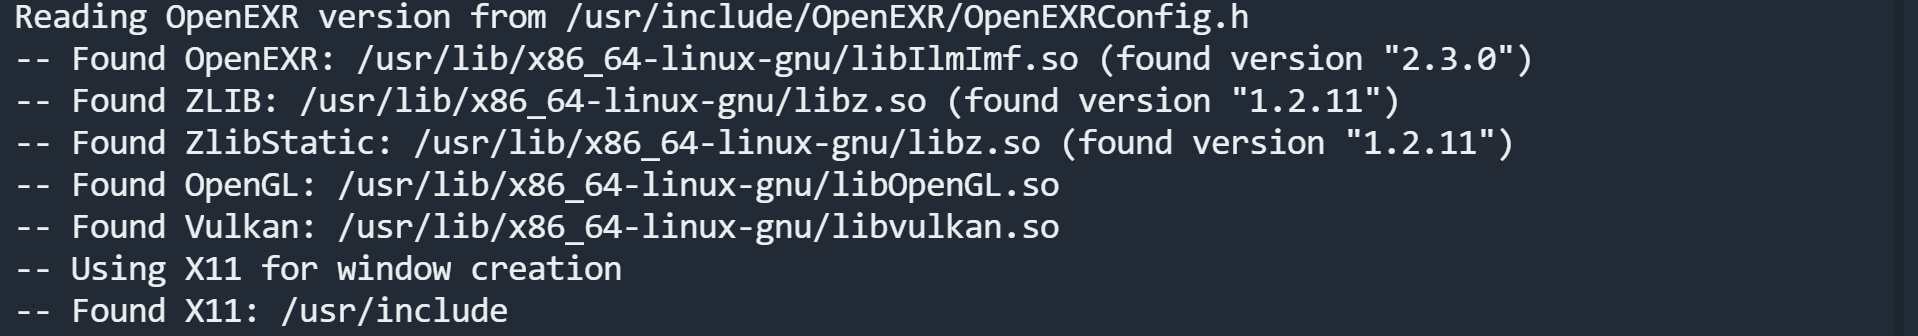 Reading OpenEXR version from /usr/include/OpenEXR/OpenEXRConfig.h
-- Found OpenEXR: /usr/lib/x86_64-linux-gnu/libIlmImf.so (found version "2.3.0")
-- Found ZLIB: /usr/lib/x86_64-linux-gnu/libz.so (found version "1.2.11")
-- Found ZlibStatic: /usr/lib/x86_64-linux-gnu/libz.so (found version "1.2.11")
-- Found OpenGL: /usr/lib/x86_64-linux-gnu/libOpenGL.so
-- Found Vulkan: /usr/lib/x86_64-linux-gnu/libvulkan.so
-- Using X11 for window creation
-- Found X11: /usr/include